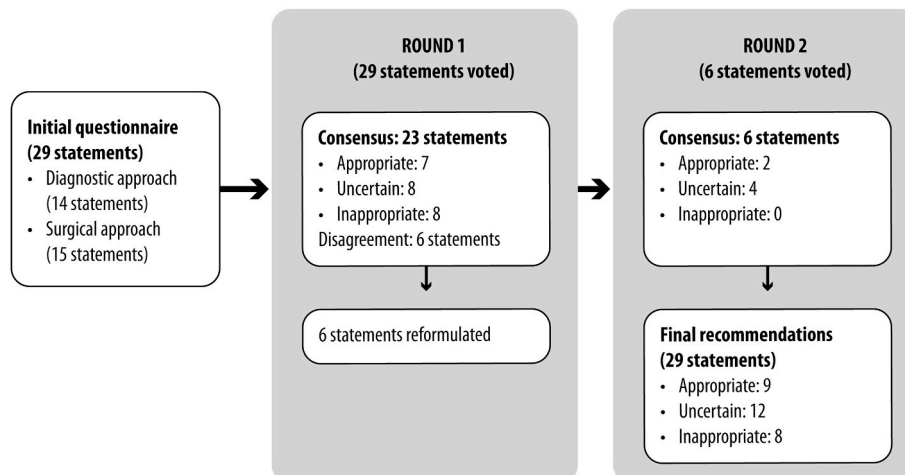 Initial questionnaire
(29 statements)
• Diagnostic approach
(14 statements)
• Surgical approach
(15 statements)
ROUND 1
(29 statements voted)
Consensus: 23 statements
• Appropriate: 7
• Uncertain: 8
• Inappropriate: 8
Disagreement: 6 statements
6 statements reformulated
ROUND 2
(6 statements voted)
Consensus: 6 statements
• Appropriate: 2
• Uncertain: 4
• Inappropriate: 0
Final recommendations
(29 statements)
• Appropriate: 9
• Uncertain: 12
• Inappropriate: 8